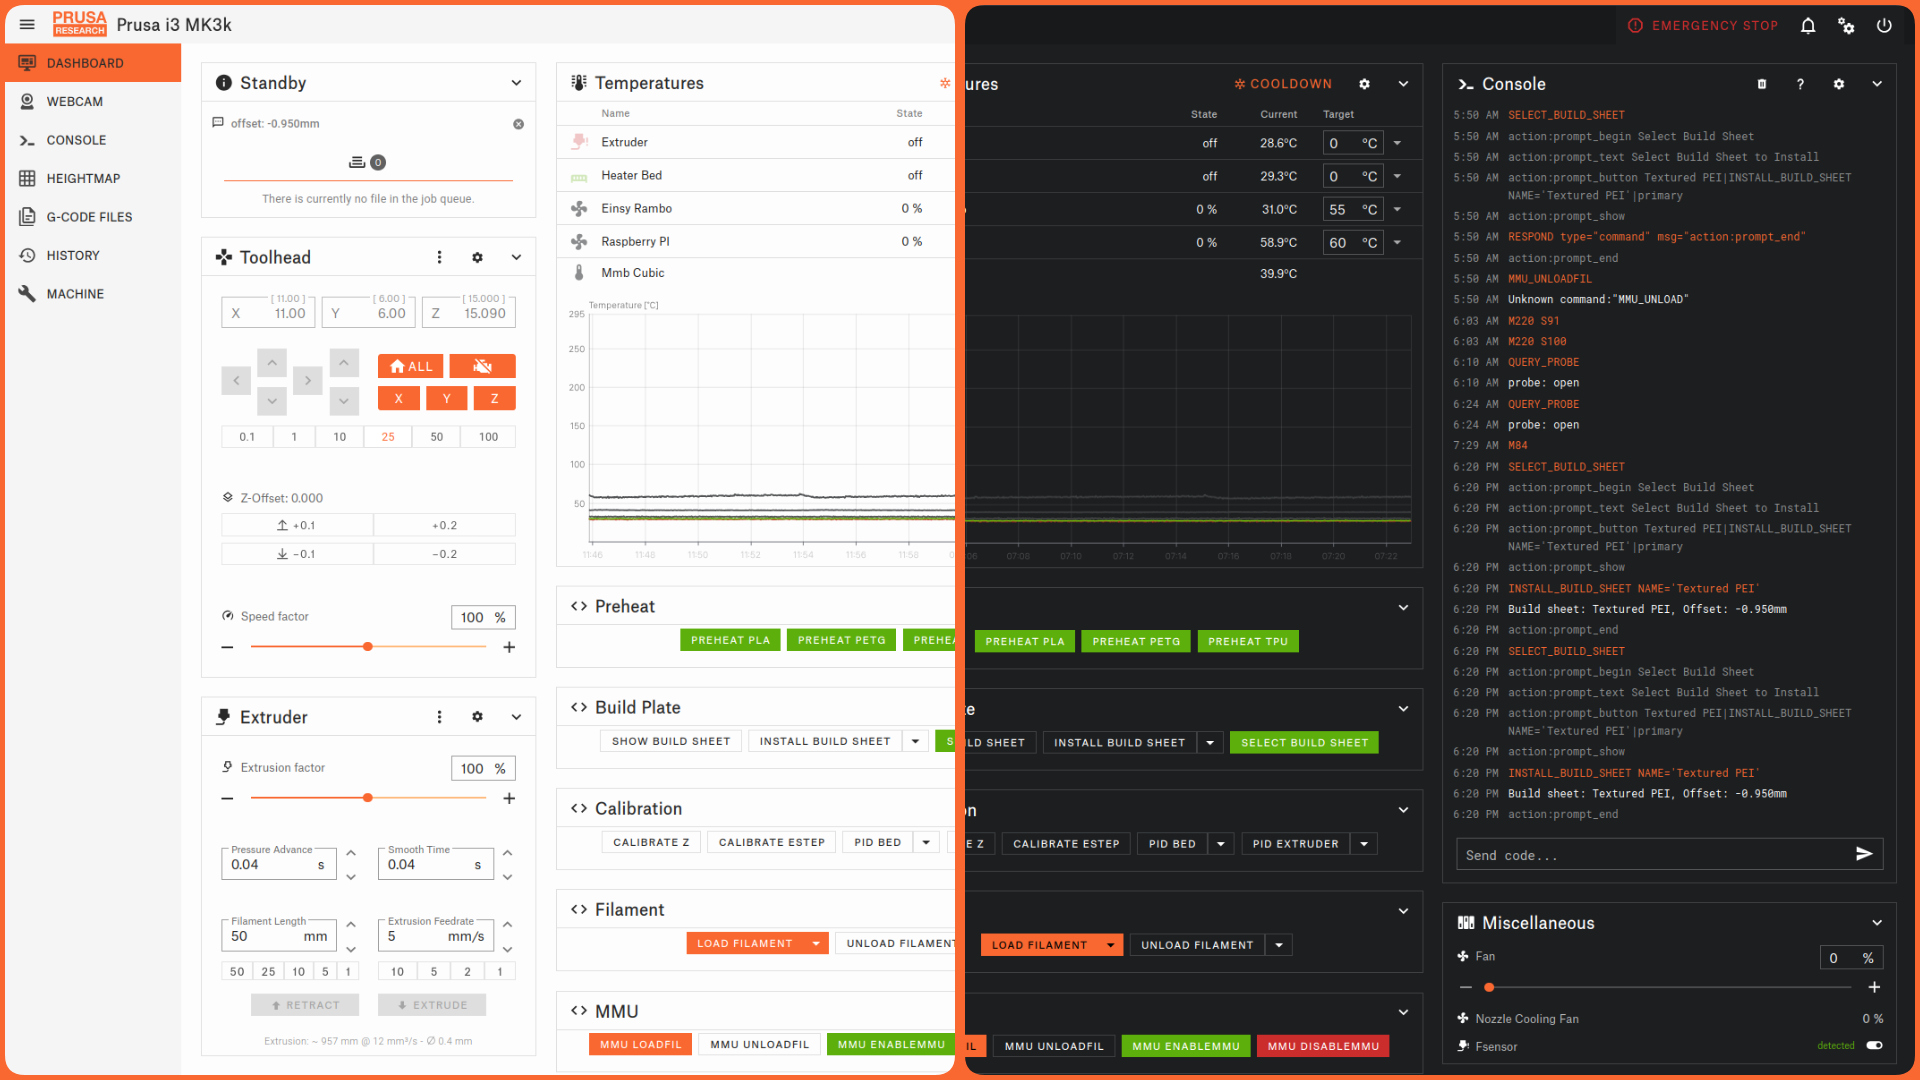 PRUSA
RESEARCH
Prusa i3 MK3k
DASHBOARD
WEBCAM
CONSOLE
HEIGHTMAP
G-CODE FILES
HISTORY
MACHINE
Standby
offset: -0.950mm
0
There is currently no file in the job queue.
Toolhead
[ 11.00 ] [ 6.00 ] [ 15.000 ]
X 11.00 Y 6.00 Z 15.090
ALL
X Y Z
0.1 1 10 25 50 100
Z-Offset: 0.000
+0.1 +0.2
-0.1 -0.2
Speed factor 100 %
Extruder
Extrusion factor 100 %
Pressure Advance Smooth Time
0.04 s 0.04 s
Filament Length Extrusion Feedrate
50 mm 5 mm/s
50 25 10 5 1 10 5 2 1
RETRACT EXTRUDE
Extrusion: ~ 957 mm @ 12 mm³/s - Ø 0.4 mm
Temperatures
Name State
Extruder off
Heater Bed off
Einsy Rambo 0 %
Raspberry PI 0 %
Mmb Cubic
Temperature [°C]
295
250
200
150
100
50
11:46 11:48 11:50 11:52 11:54 11:56 11:58 0
Preheat
PREHEAT PLA PREHEAT PETG PREHEA
Build Plate
SHOW BUILD SHEET INSTALL BUILD SHEET S
Calibration
CALIBRATE Z CALIBRATE ESTEP PID BED
Filament
LOAD FILAMENT UNLOAD FILAMENT
MMU
MMU LOADFIL MMU UNLOADFIL MMU ENABLEMMU
EMERGENCY STOP
ures COOLDOWN
State Current Target
off 28.6°C 0 °C
off 29.3°C 0 °C
0 % 31.0°C 55 °C
0 % 58.9°C 60 °C
39.9°C
06 07:08 07:10 07:12 07:14 07:16 07:18 07:20 07:22
PREHEAT PLA PREHEAT PETG PREHEAT TPU
te
ILD SHEET INSTALL BUILD SHEET SELECT BUILD SHEET
on
E Z CALIBRATE ESTEP PID BED PID EXTRUDER
LOAD FILAMENT UNLOAD FILAMENT
IL MMU UNLOADFIL MMU ENABLEMMU MMU DISABLEMMU
Console
5:50 AM SELECT_BUILD_SHEET
5:50 AM action:prompt_begin Select Build Sheet
5:50 AM action:prompt_text Select Build Sheet to Install
5:50 AM action:prompt_button Textured PEI|INSTALL_BUILD_SHEET
NAME='Textured PEI'|primary
5:50 AM action:prompt_show
5:50 AM RESPOND type="command" msg="action:prompt_end"
5:50 AM action:prompt_end
5:50 AM MMU_UNLOADFIL
5:50 AM Unknown command:"MMU_UNLOAD"
6:03 AM M220 S91
6:03 AM M220 S100
6:10 AM QUERY_PROBE
6:10 AM probe: open
6:24 AM QUERY_PROBE
6:24 AM probe: open
7:29 AM M84
6:20 PM SELECT_BUILD_SHEET
6:20 PM action:prompt_begin Select Build Sheet
6:20 PM action:prompt_text Select Build Sheet to Install
6:20 PM action:prompt_button Textured PEI|INSTALL_BUILD_SHEET
NAME='Textured PEI'|primary
6:20 PM action:prompt_show
6:20 PM INSTALL_BUILD_SHEET NAME='Textured PEI'
6:20 PM Build sheet: Textured PEI, Offset: -0.950mm
6:20 PM action:prompt_end
6:20 PM SELECT_BUILD_SHEET
6:20 PM action:prompt_begin Select Build Sheet
6:20 PM action:prompt_text Select Build Sheet to Install
6:20 PM action:prompt_button Textured PEI|INSTALL_BUILD_SHEET
NAME='Textured PEI'|primary
6:20 PM action:prompt_show
6:20 PM INSTALL_BUILD_SHEET NAME='Textured PEI'
6:20 PM Build sheet: Textured PEI, Offset: -0.950mm
6:20 PM action:prompt_end
Send code...
Miscellaneous
Fan 0 %
Nozzle Cooling Fan 0 %
Fsensor detected